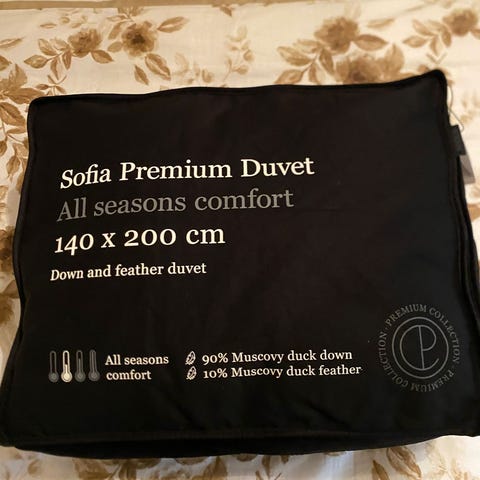 Sofia Premium Duvet
All seasons comfort
140 x 200 cm
Down and feather duvet
All seasons
comfort
90% Muscovy duck down
10% Muscovy duck feather
PREMIUM COLLECTION · PREMIUM COLLECTION ·